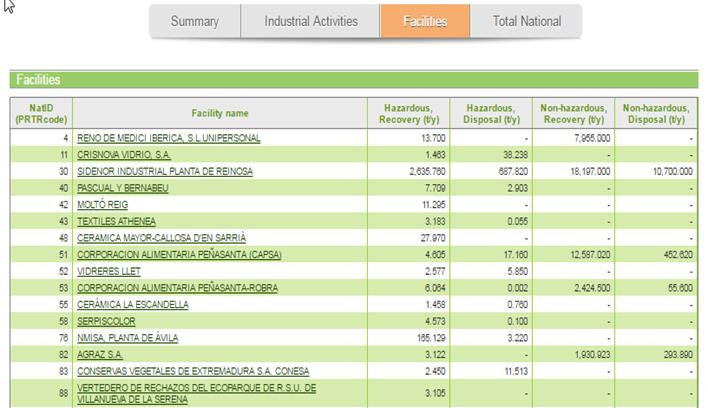 Summary Industrial Activities Facilities Total National
Facilities
NatID (PRTRcode) Facility name Hazardous, Recovery (t/y) Hazardous, Disposal (t/y) Non-hazardous, Recovery (t/y) Non-hazardous, Disposal (t/y)
4 RENO DE MEDICI IBERICA, S.L.UNIPERSONAL 13.700 - 7,955.000 -
11 CRISNOVA VIDRIO, S.A. 1.463 38.238 - -
30 SIDENOR INDUSTRIAL PLANTA DE REINOSA 2,635.760 687.820 18,197.000 10,700.000
40 PASCUAL Y BERNABEU 7.709 2.903 - -
42 MOLTÓ REIG 11.295 - - -
43 TEXTILES ATHENEA 3.183 0.055 - -
48 CERAMICA MAYOR-CALLOSA D'EN SARRIÀ 27.970 - - -
51 CORPORACION ALIMENTARIA PEÑASANTA (CAPSA) 4.605 17.160 12,587.020 452.620
52 VIDRERES LLET 2.577 5.850 - -
53 CORPORACION ALIMENTARIA PEÑASANTA-ROBRA 6.064 0.002 2,424.500 55.600
55 CERÁMICA LA ESCANDELLA 1.458 0.760 - -
58 SERPISCOLOR 4.573 0.100 - -
76 NMISA, PLANTA DE ÁVILA 165.129 3.220 - -
82 AGRAZ S.A. 3.122 - 1,930.923 293.890
83 CONSERVAS VEGETALES DE EXTREMADURA S.A. CONESA 2.450 11.513 - -
88 VERTEDERO DE RECHAZOS DEL ECOPARQUE DE R.S.U. DE
VILLANUEVA DE LA SERENA 3.105 - - -